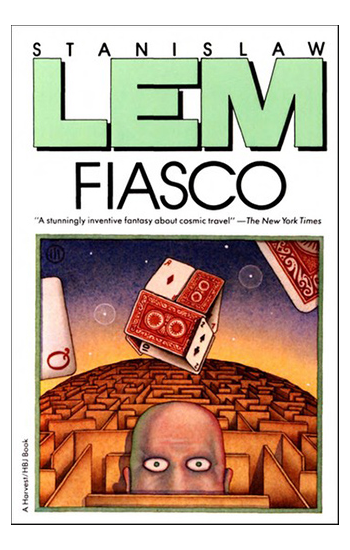 STANISLAW
LEM
FIASCO
"A stunningly inventive fantasy about cosmic travel" —The New York Times
A
Q
A Harvest/HBJ Book